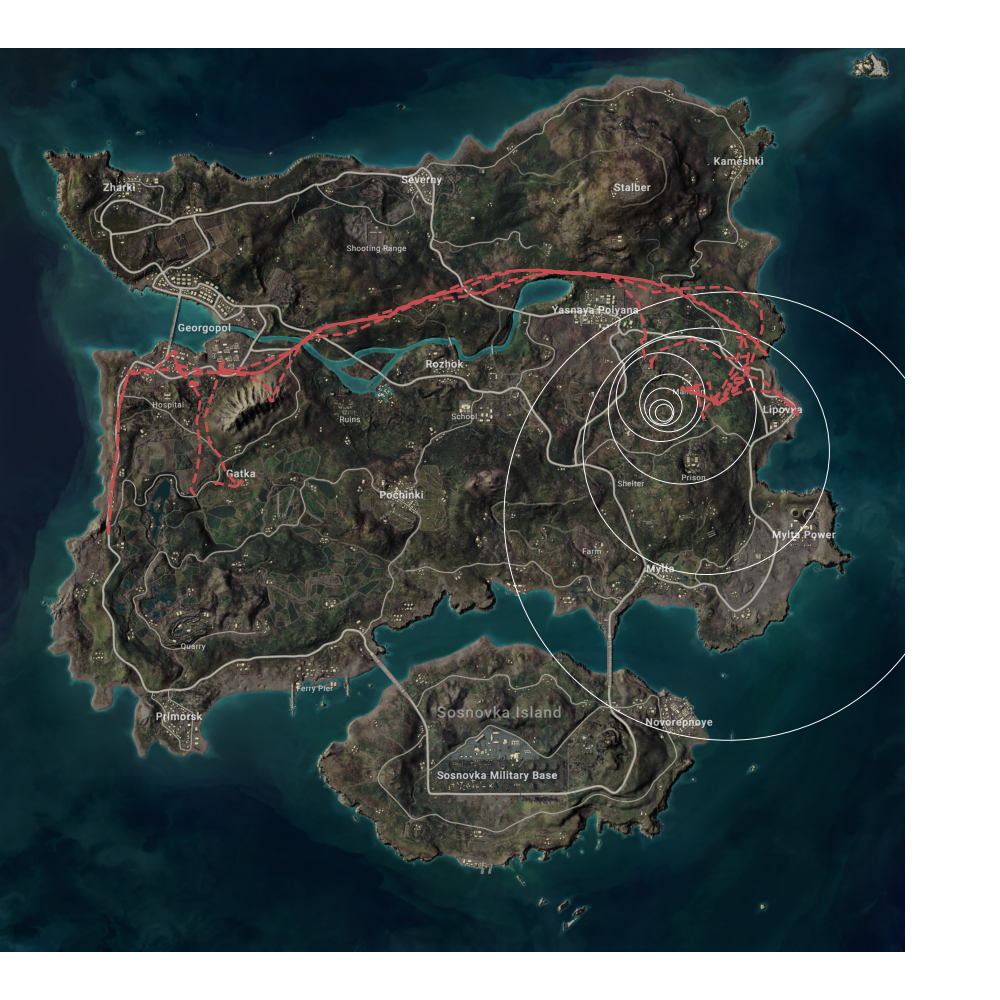 Kameshki
Zharki
Severny
Stalber
Shooting Range
Yasnaya Polyana
Georgopol
Rozhok
Hospital
Ruins
School
Lipovka
Gatka
Prison
Shelter
Pochinki
Mylta Power
Farm
Mylta
Quarry
Ferry Pier
Primorsk
Sosnovka Island
Novorepnoye
Sosnovka Military Base